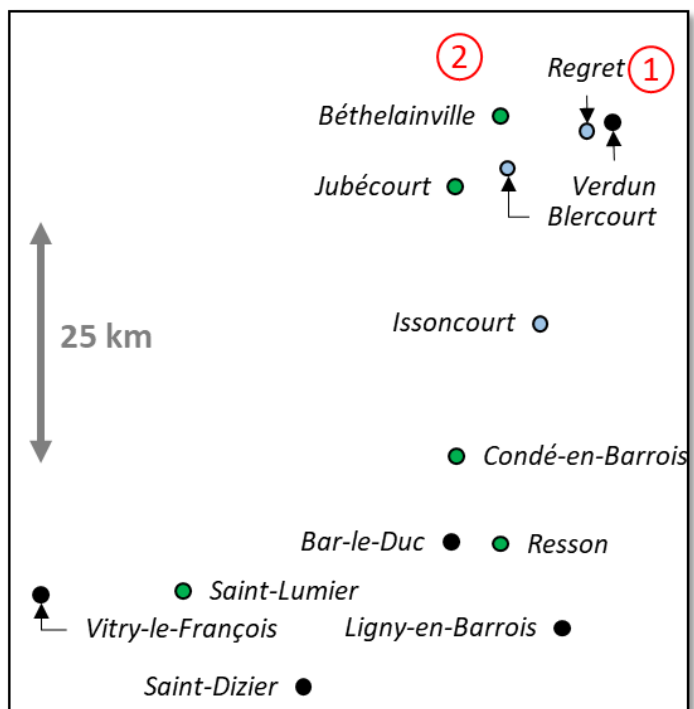 2
Regret 1
Béthelainville
Jubécourt
Verdun
Blercourt
25 km
Issoncourt
Condé-en-Barrois
Bar-le-Duc
Resson
Saint-Lumier
Vitry-le-François
Ligny-en-Barrois
Saint-Dizier